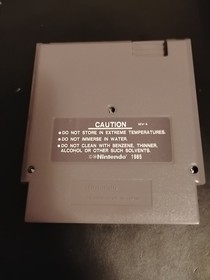 CAUTION
•DO NOT STORE IN EXTREME TEMPERATURES.
•DO NOT IMMERSE IN WATER.
•DO NOT CLEAN WITH BENZENE, THINNER,
ALCOHOL OR OTHER SUCH SOLVENTS.
©®Nintendo® 1985